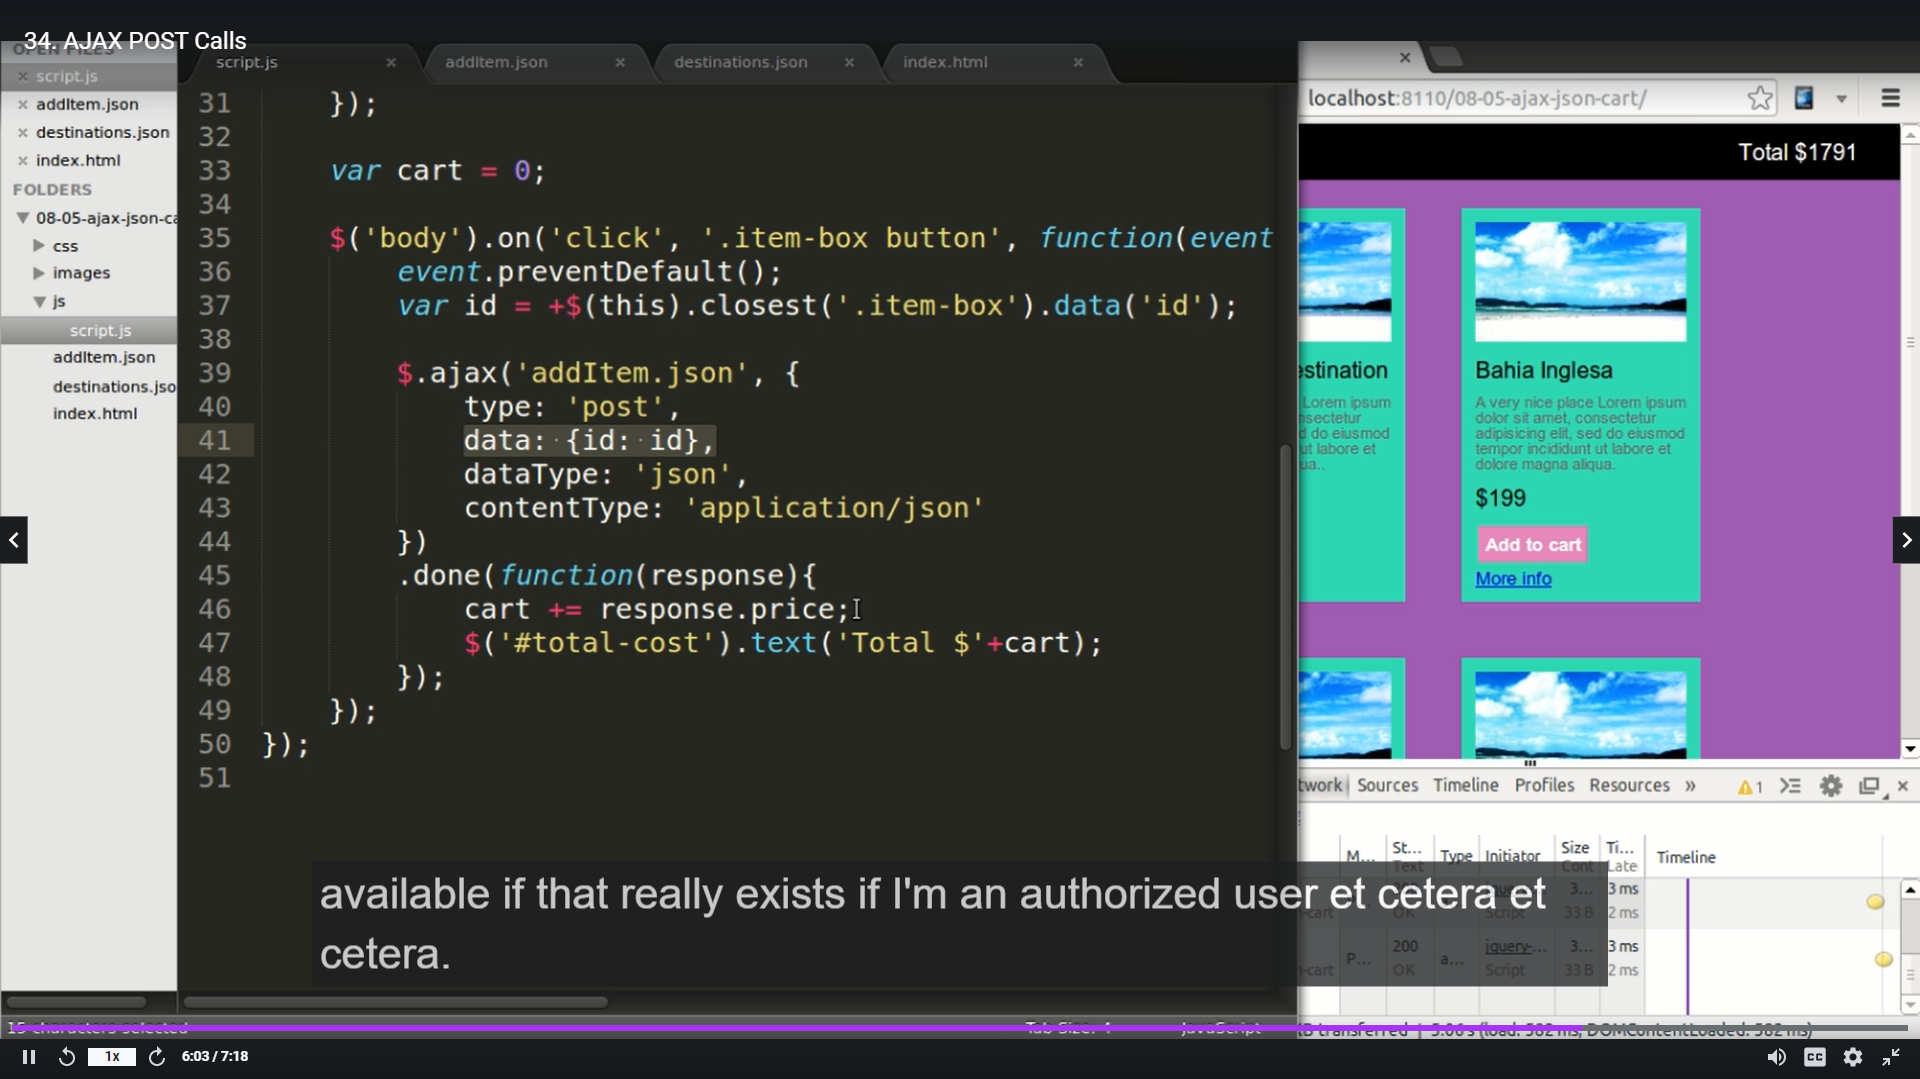 34. AJAX POST Calls
OPEN FILES
script.js
addItem.json
destinations.json
index.html
FOLDERS
08-05-ajax-json-ca
css
images
js
script.js
addItem.json
destinations.jso
index.html
script.js
addItem.json
destinations.json
index.html
31 });
32
33 var cart = 0;
34
35 $('body').on('click', '.item-box button', function(event
36 event.preventDefault();
37 var id = +$(this).closest('.item-box').data('id');
38
39 $.ajax('addItem.json', {
40 type: 'post',
41 data: {id: id},
42 dataType: 'json',
43 contentType: 'application/json'
44 })
45 .done(function(response){
46 cart += response.price;
47 $('#total-cost').text('Total $'+cart);
48 });
49 });
50 });
51
localhost:8110/08-05-ajax-json-cart/
Total $1791
estination
Lorem ipsum
nsectetur
d do eiusmod
ut labore et
ua..
Bahia Inglesa
A very nice place Lorem ipsum
dolor sit amet, consectetur
adipisicing elit, sed do eiusmod
tempor incididunt ut labore et
dolore magna aliqua.
$199
Add to cart
More info
twork Sources Timeline Profiles Resources » 1
M... St... Type Initiator Size Ti... Timeline
Text Cont Late
3... 3 ms
-cart OK Script 33 B 2 ms
P... 200 a... jquery-... 3... 3 ms
-cart OK Script 33 B 2 ms
available if that really exists if I'm an authorized user et cetera et
cetera.
15 characters selected Tab Size: 4 JavaScript
B transferred | 5.06 s (load: 582 ms, DOMContentLoaded: 582 ms)
1x 6:03 / 7:18
CC